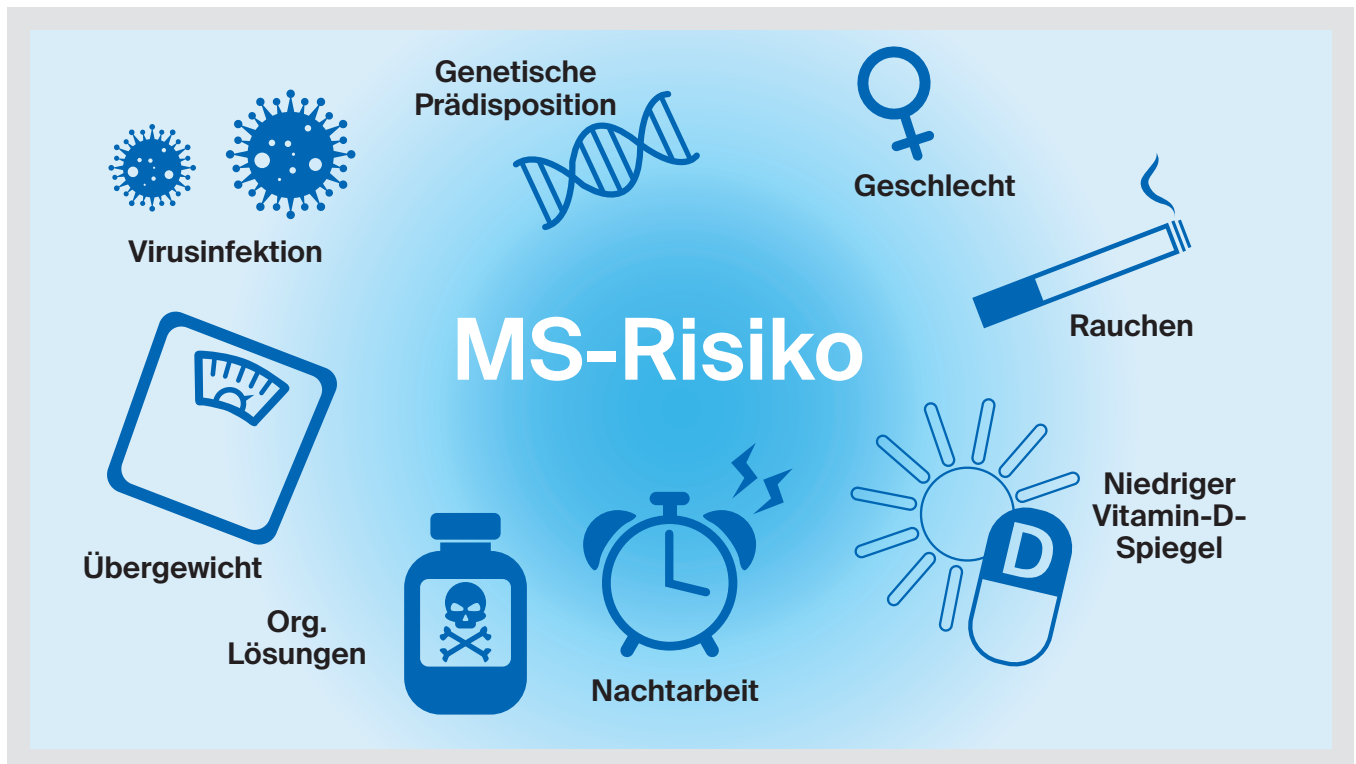 Genetische
Prädisposition
Geschlecht
Virusinfektion
Rauchen
MS-Risiko
Niedriger
Vitamin-D-
Spiegel
D
Übergewicht
Org.
Lösungen
Nachtarbeit